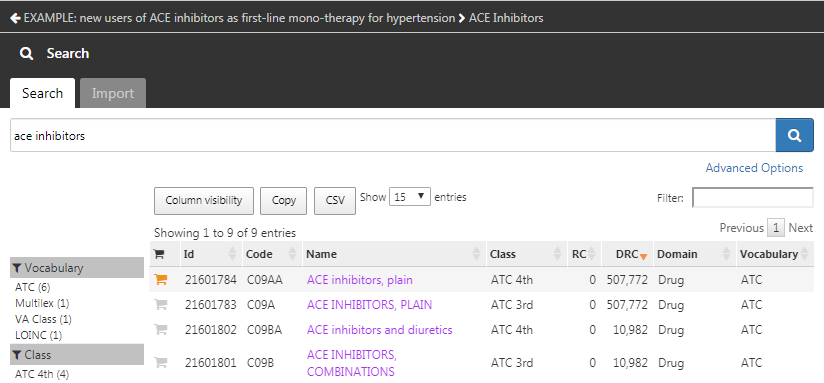 EXAMPLE: new users of ACE inhibitors as first-line mono-therapy for hypertension > ACE Inhibitors
Search
Search Import
ace inhibitors
Advanced Options
Column visibility Copy CSV Show 15 entries Filter:
Showing 1 to 9 of 9 entries Previous 1 Next
Id Code Name Class RC DRC Domain Vocabulary
Vocabulary
ATC (6)
Multilex (1)
VA Class (1)
LOINC (1)
Class
ATC 4th (4)
21601784 C09AA ACE inhibitors, plain ATC 4th 0 507,772 Drug ATC
21601783 C09A ACE INHIBITORS, PLAIN ATC 3rd 0 507,772 Drug ATC
21601802 C09BA ACE inhibitors and diuretics ATC 4th 0 10,982 Drug ATC
21601801 C09B ACE INHIBITORS, ATC 3rd 0 10,982 Drug ATC
COMBINATIONS